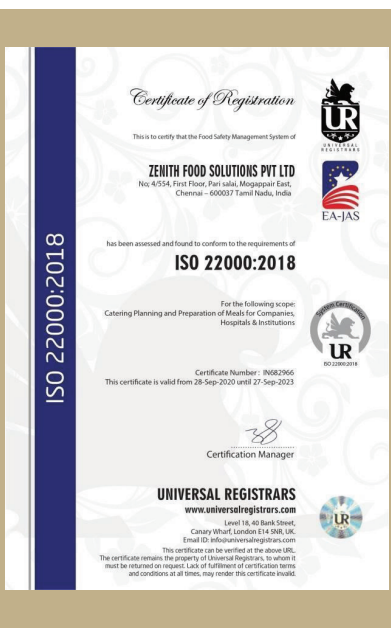 Certificate of Registration
This is to certify that the Food Safety Management System of
ZENITH FOOD SOLUTIONS PVT LTD
No; 4/554, First Floor, Pari salai, Mogappair East,
Chennai – 600037 Tamil Nadu, India
has been assessed and found to conform to the requirements of
ISO 22000:2018
For the following scope:
Catering Planning and Preparation of Meals for Companies,
Hospitals & Institutions
Certificate Number : IN682966
This certificate is valid from 28-Sep-2020 until 27-Sep-2023
Certification Manager
UNIVERSAL REGISTRARS
www.universalregistrars.com
Level 18, 40 Bank Street,
Canary Wharf, London E14 5NR, UK.
Email ID: info@universalregistrars.com
This certificate can be verified at the above URL.
The certificate remains the property of Universal Registrars, to whom it
must be returned on request. Lack of fulfillment of certification terms
and conditions at all times, may render this certificate invalid.
ISO 22000:2018
UR
UNIVERSAL
REGISTRARS
EA-JAS
System Certification
UR
ISO 22000:2018
UR